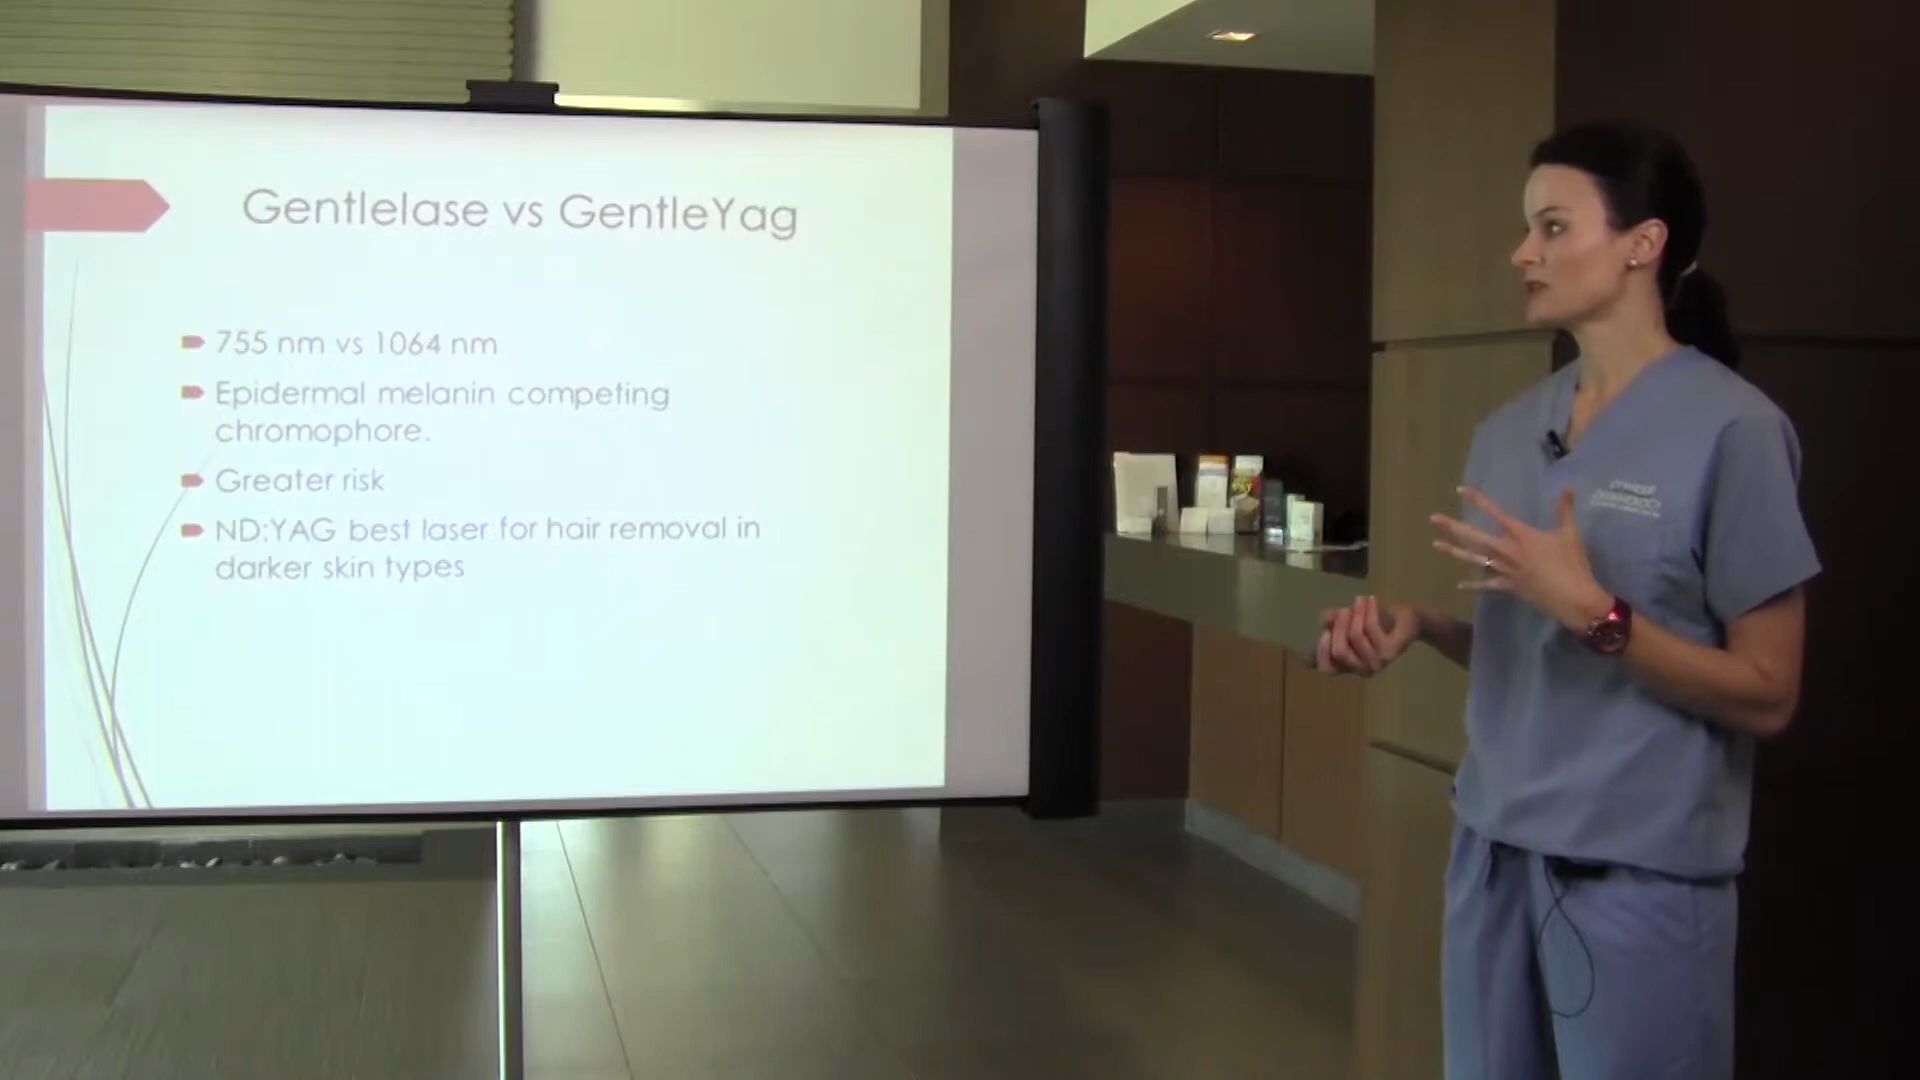 Gentlelase vs GentleYag
755 nm vs 1064 nm
Epidermal melanin competing
chromophore.
Greater risk
ND:YAG best laser for hair removal in
darker skin types